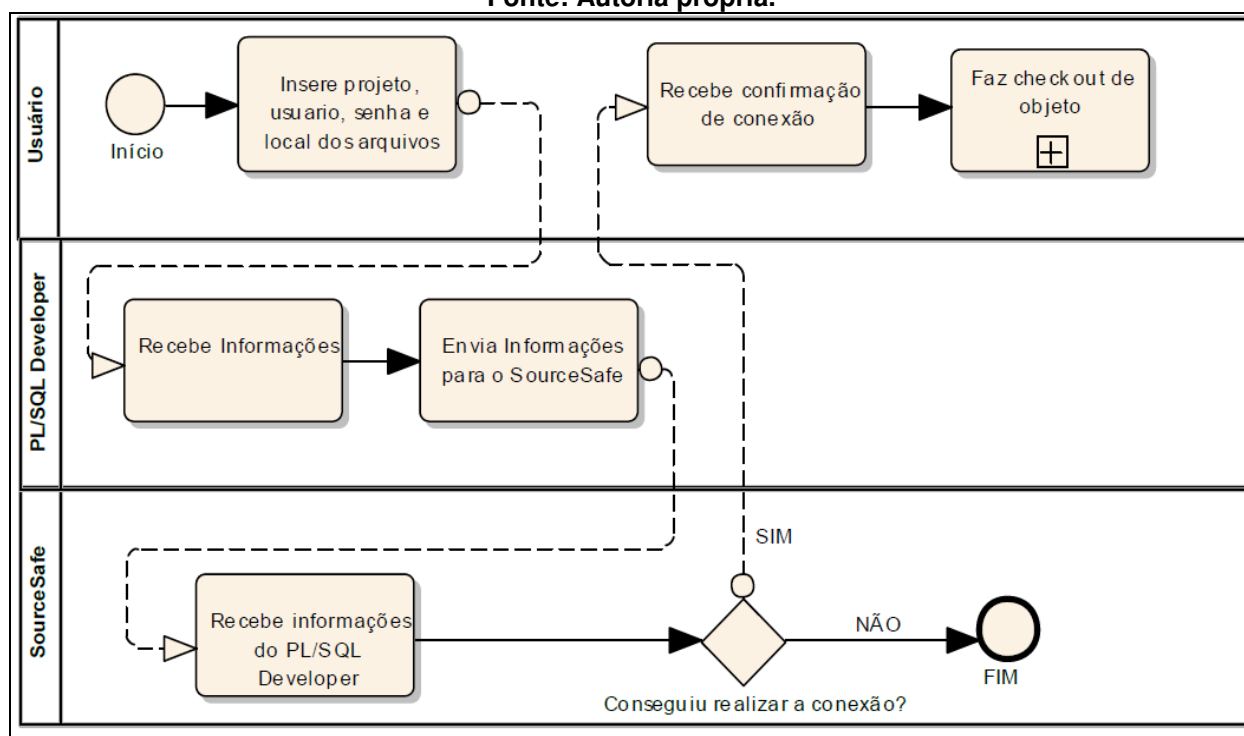 Fonte: Autoria própria.
Usuário
Início
Insere projeto,
usuario, senha e
local dos arquivos
Recebe confirmação
de conexão
Faz checkout de
objeto
PL/SQL Developer
Recebe Informações
Envia Informações
para o SourceSafe
SourceSafe
Recebe informações
do PL/SQL
Developer
SIM
NÃO
Conseguiu realizar a conexão?
FIM